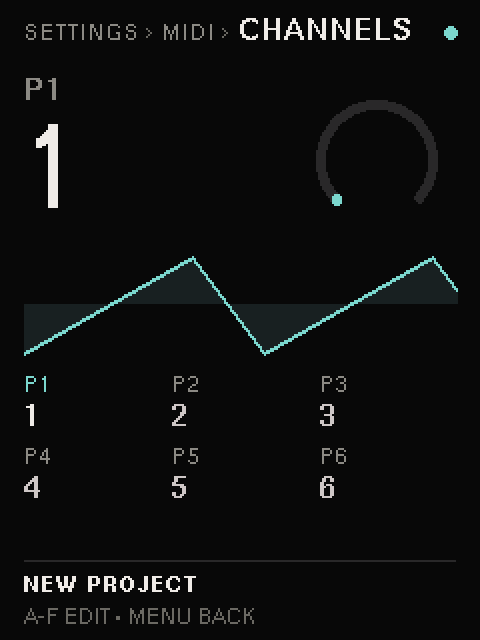 SETTINGS › MIDI › CHANNELS
P1
1
P1 P2 P3
1 2 3
P4 P5 P6
4 5 6
NEW PROJECT
A-F EDIT · MENU BACK